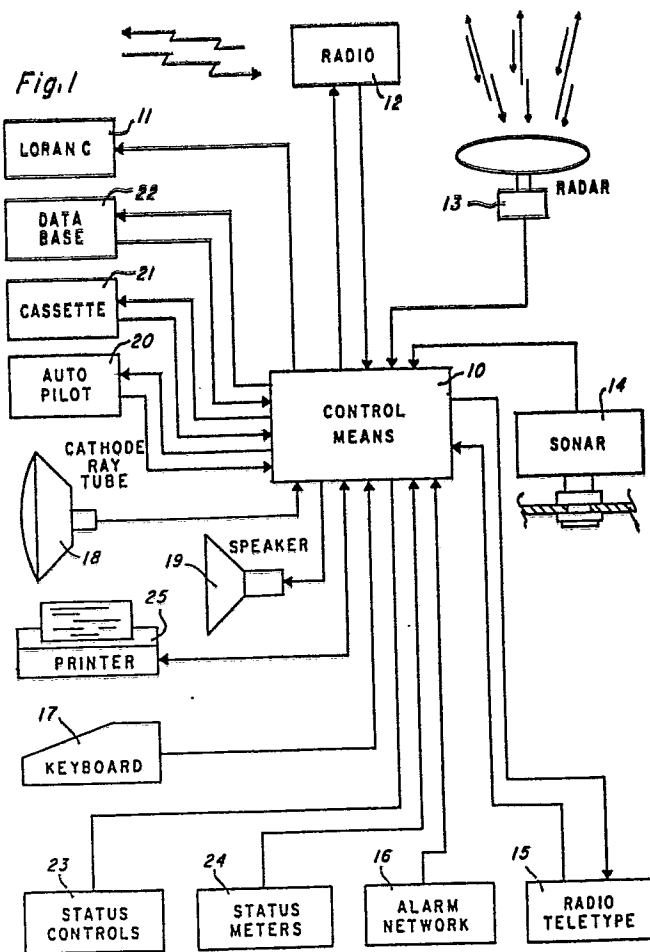 Fig.1
RADIO
12
11
LORAN C
RADAR
13
22
DATA
BASE
21
CASSETTE
20
AUTO
PILOT
10
CONTROL
MEANS
14
SONAR
CATHODE
RAY
TUBE
18
SPEAKER
19
25
PRINTER
17
KEYBOARD
23
STATUS
CONTROLS
24
STATUS
METERS
16
ALARM
NETWORK
15
RADIO
TELETYPE